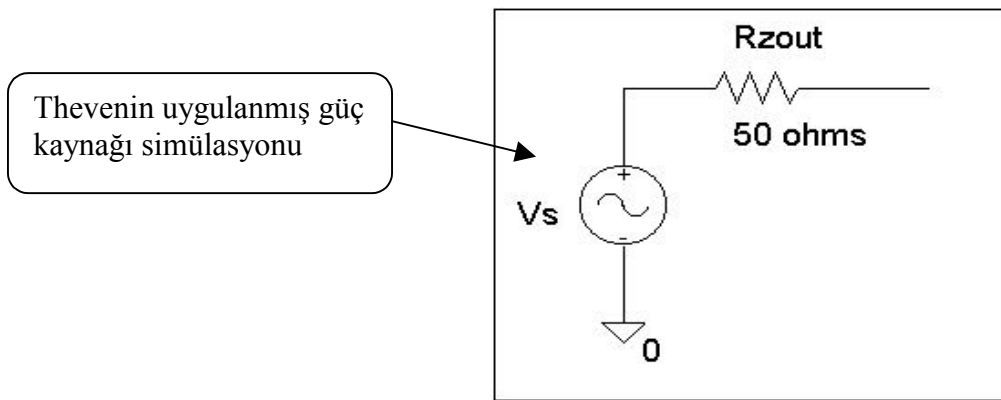 Rzout
Thevenin uygulanmış güç
kaynağı simülasyonu
50 ohms
+
Vs
-
0